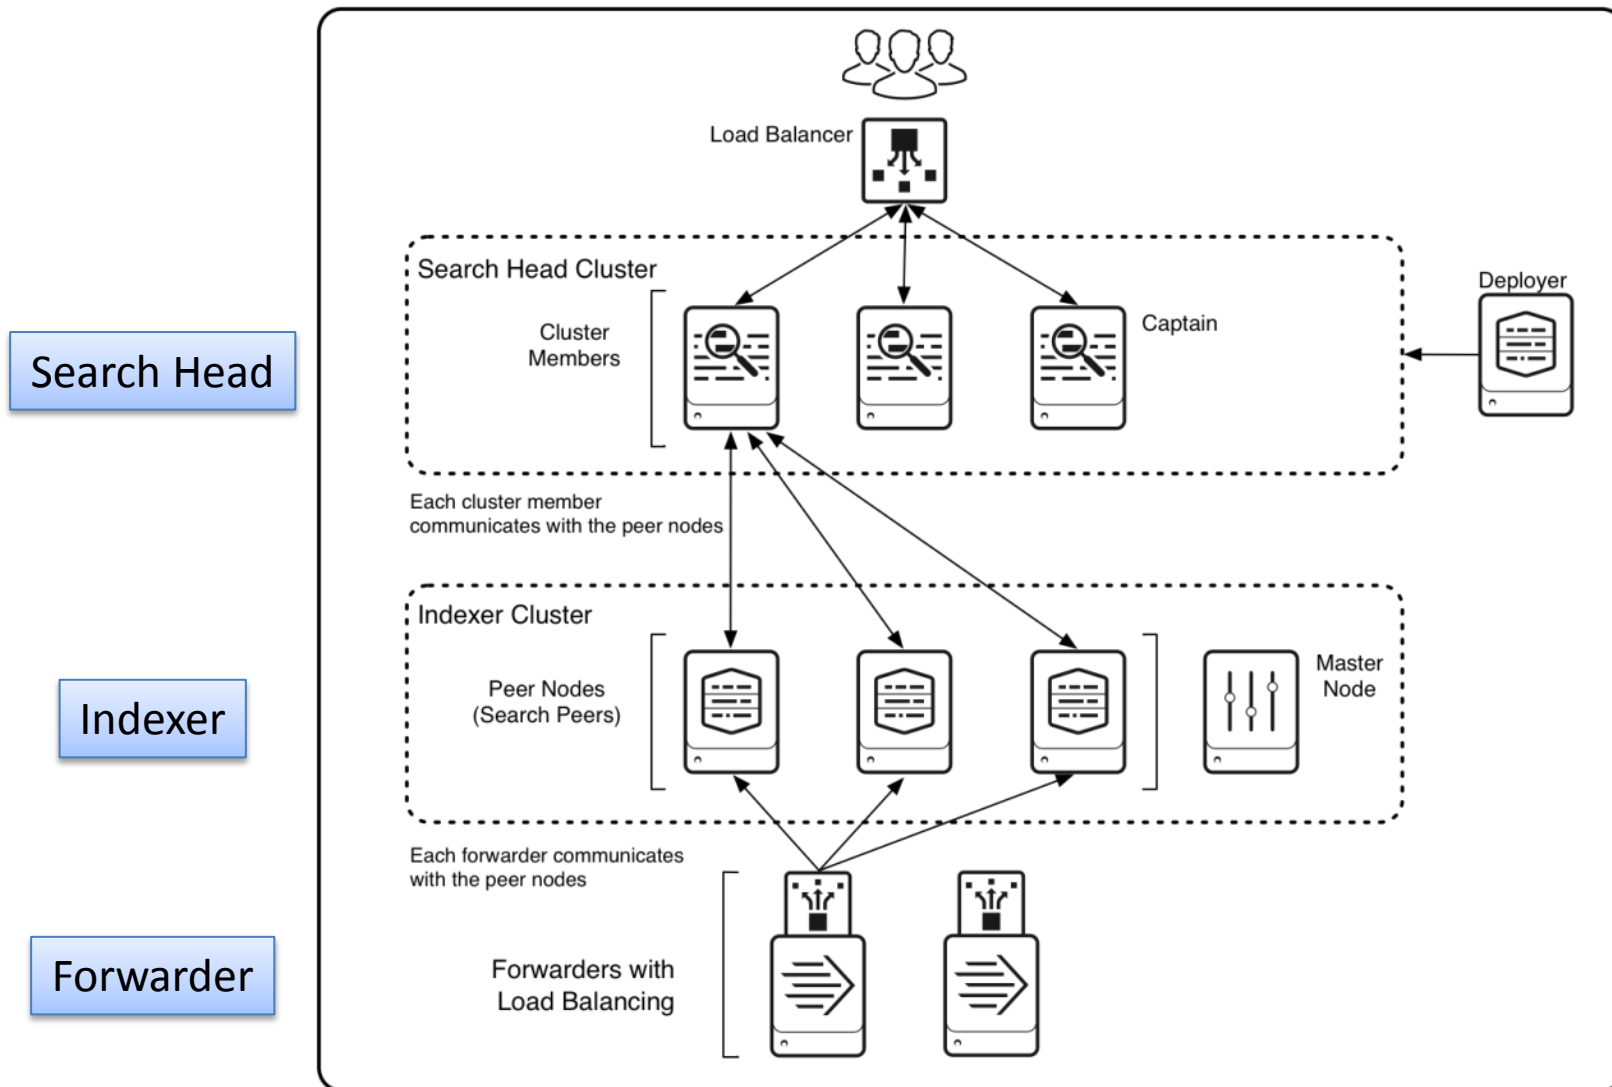 Load Balancer
Search Head Cluster
Deployer
Cluster
Members
Captain
Search Head
Each cluster member
communicates with the peer nodes
Indexer Cluster
Peer Nodes
(Search Peers)
Master
Node
Indexer
Each forwarder communicates
with the peer nodes
Forwarders with
Load Balancing
Forwarder